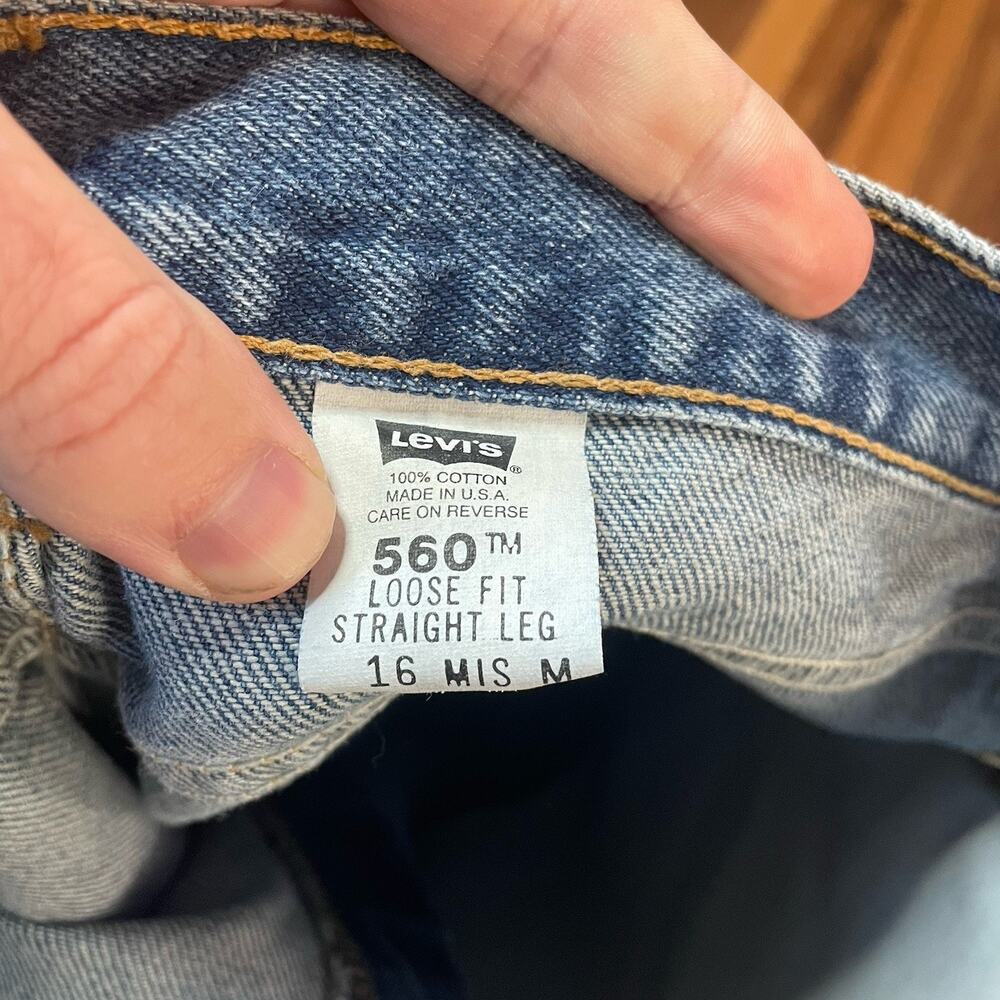 LEVI'S®
100% COTTON
MADE IN U.S.A.
CARE ON REVERSE
560™
LOOSE FIT
STRAIGHT LEG
16 MIS M